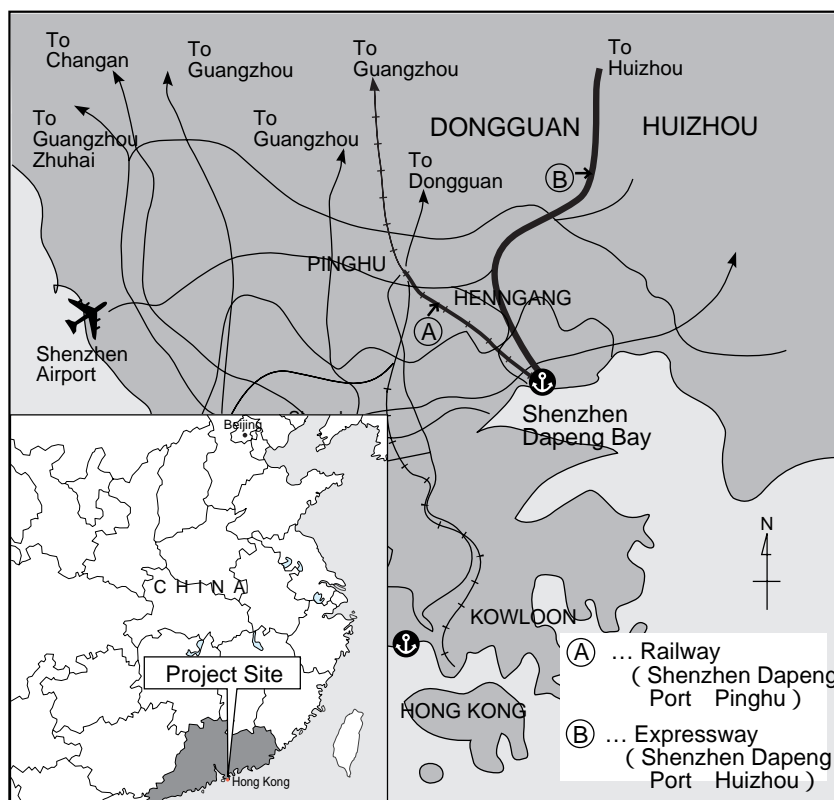 To
Changan
To
Guangzhou
To
Guangzhou
To
Huizhou
To
Guangzhou
Zhuhai
To
Guangzhou
DONGGUAN
HUIZHOU
To
Dongguan
B
PINGHU
HENNGANG
A
Shenzhen
Airport
Shenzhen
Dapeng Bay
Beijing
CHINA
N
KOWLOON
Project Site
HONG KONG
Hong Kong
A … Railway
( Shenzhen Dapeng
Port Pinghu )
B … Expressway
( Shenzhen Dapeng
Port Huizhou )